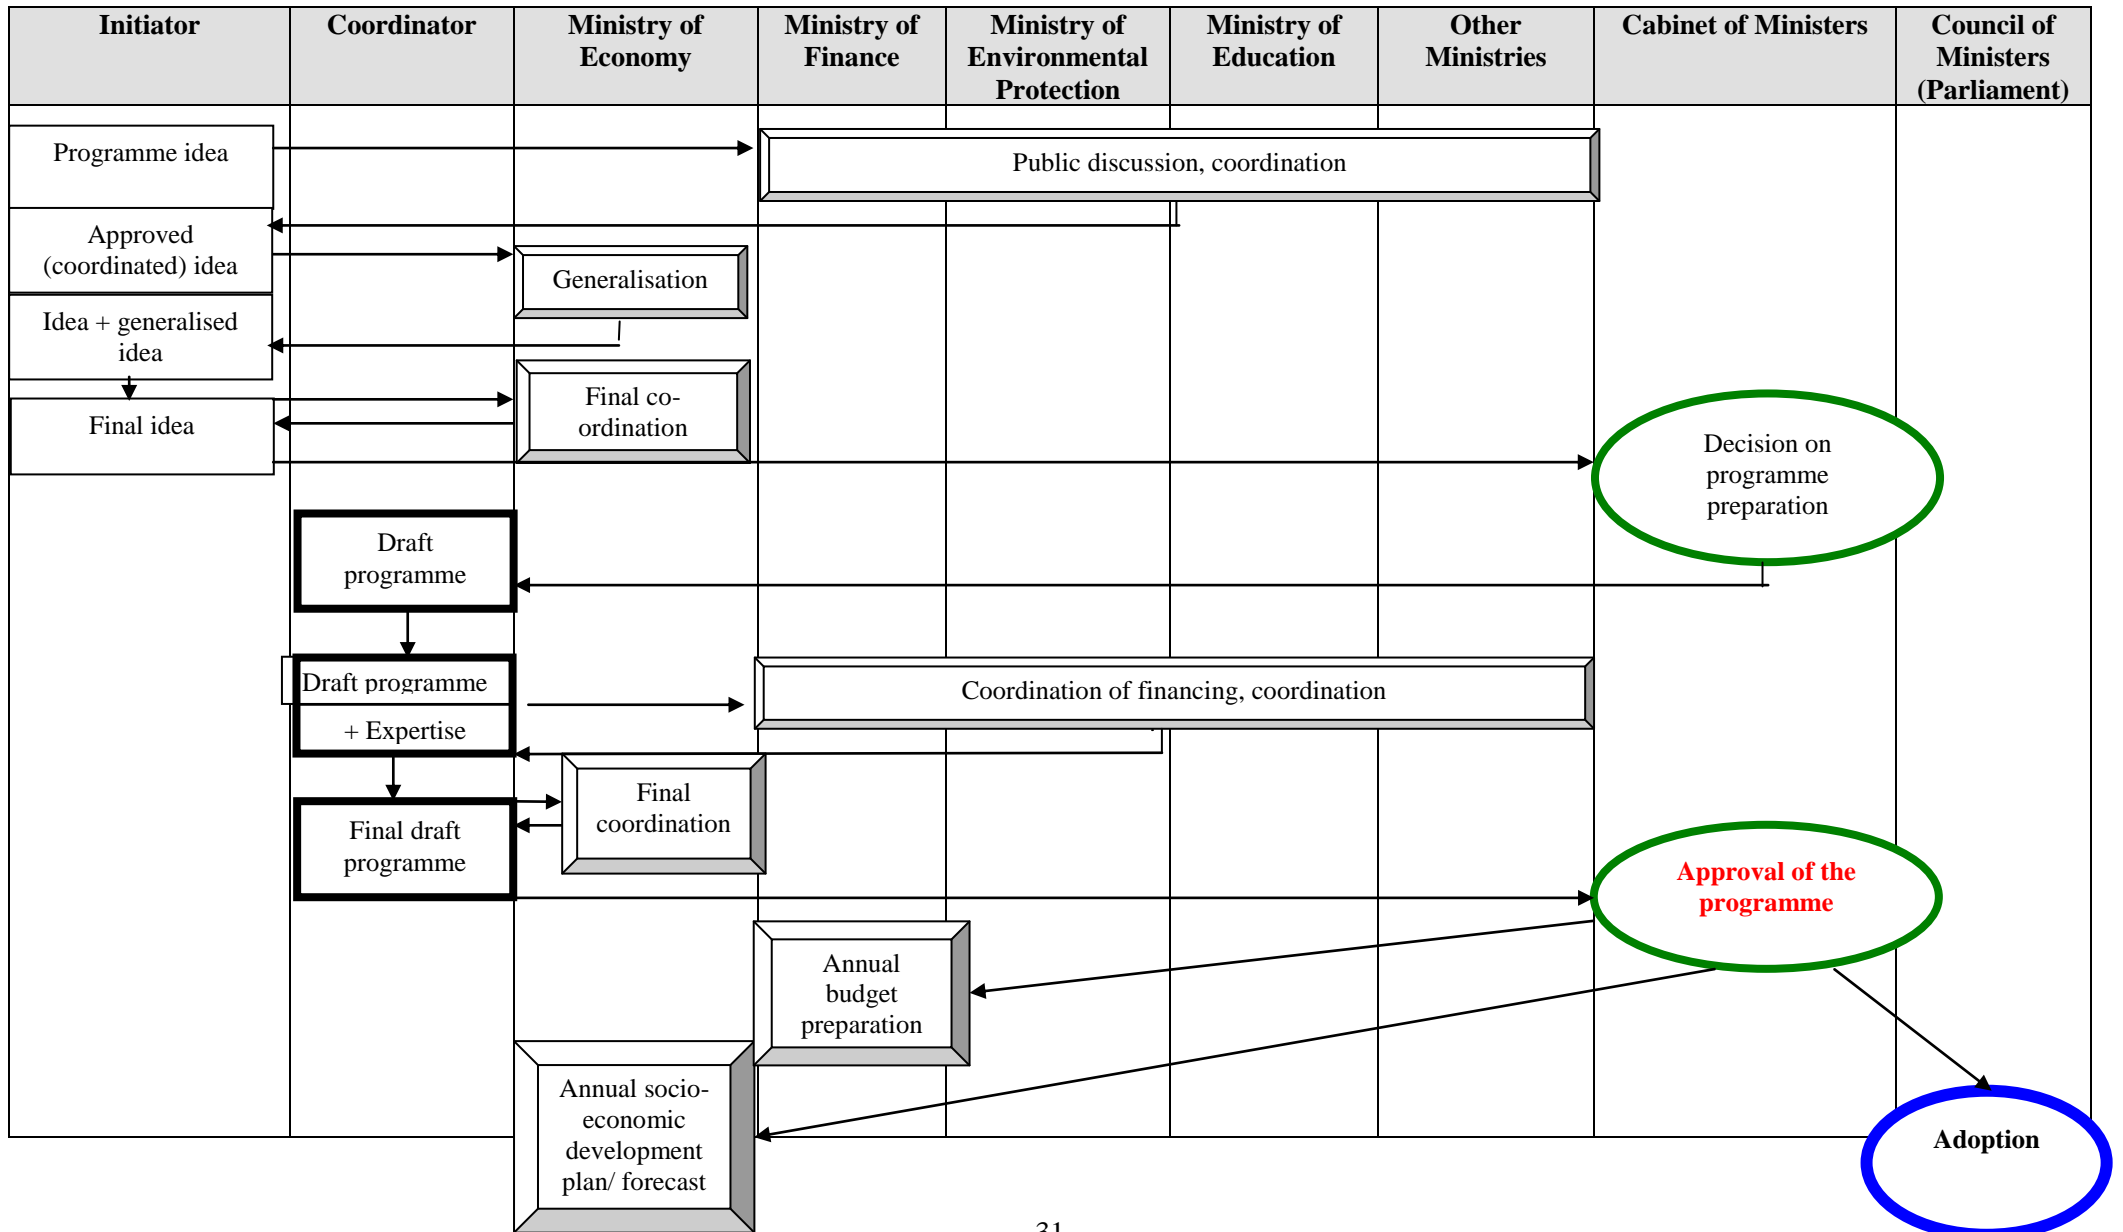 Initiator
Coordinator
Ministry of
Economy
Ministry of
Finance
Ministry of
Environmental
Protection
Ministry of
Education
Other
Ministries
Cabinet of Ministers
Council of
Ministers
(Parliament)
Programme idea
Public discussion, coordination
Approved
(coordinated) idea
Generalisation
Idea + generalised
idea
Final co-
ordination
Final idea
Decision on
programme
preparation
Draft
programme
Draft programme
+ Expertise
Coordination of financing, coordination
Final
coordination
Final draft
programme
Approval of the
programme
Annual
budget
preparation
Annual socio-
economic
development
plan/ forecast
Adoption
31